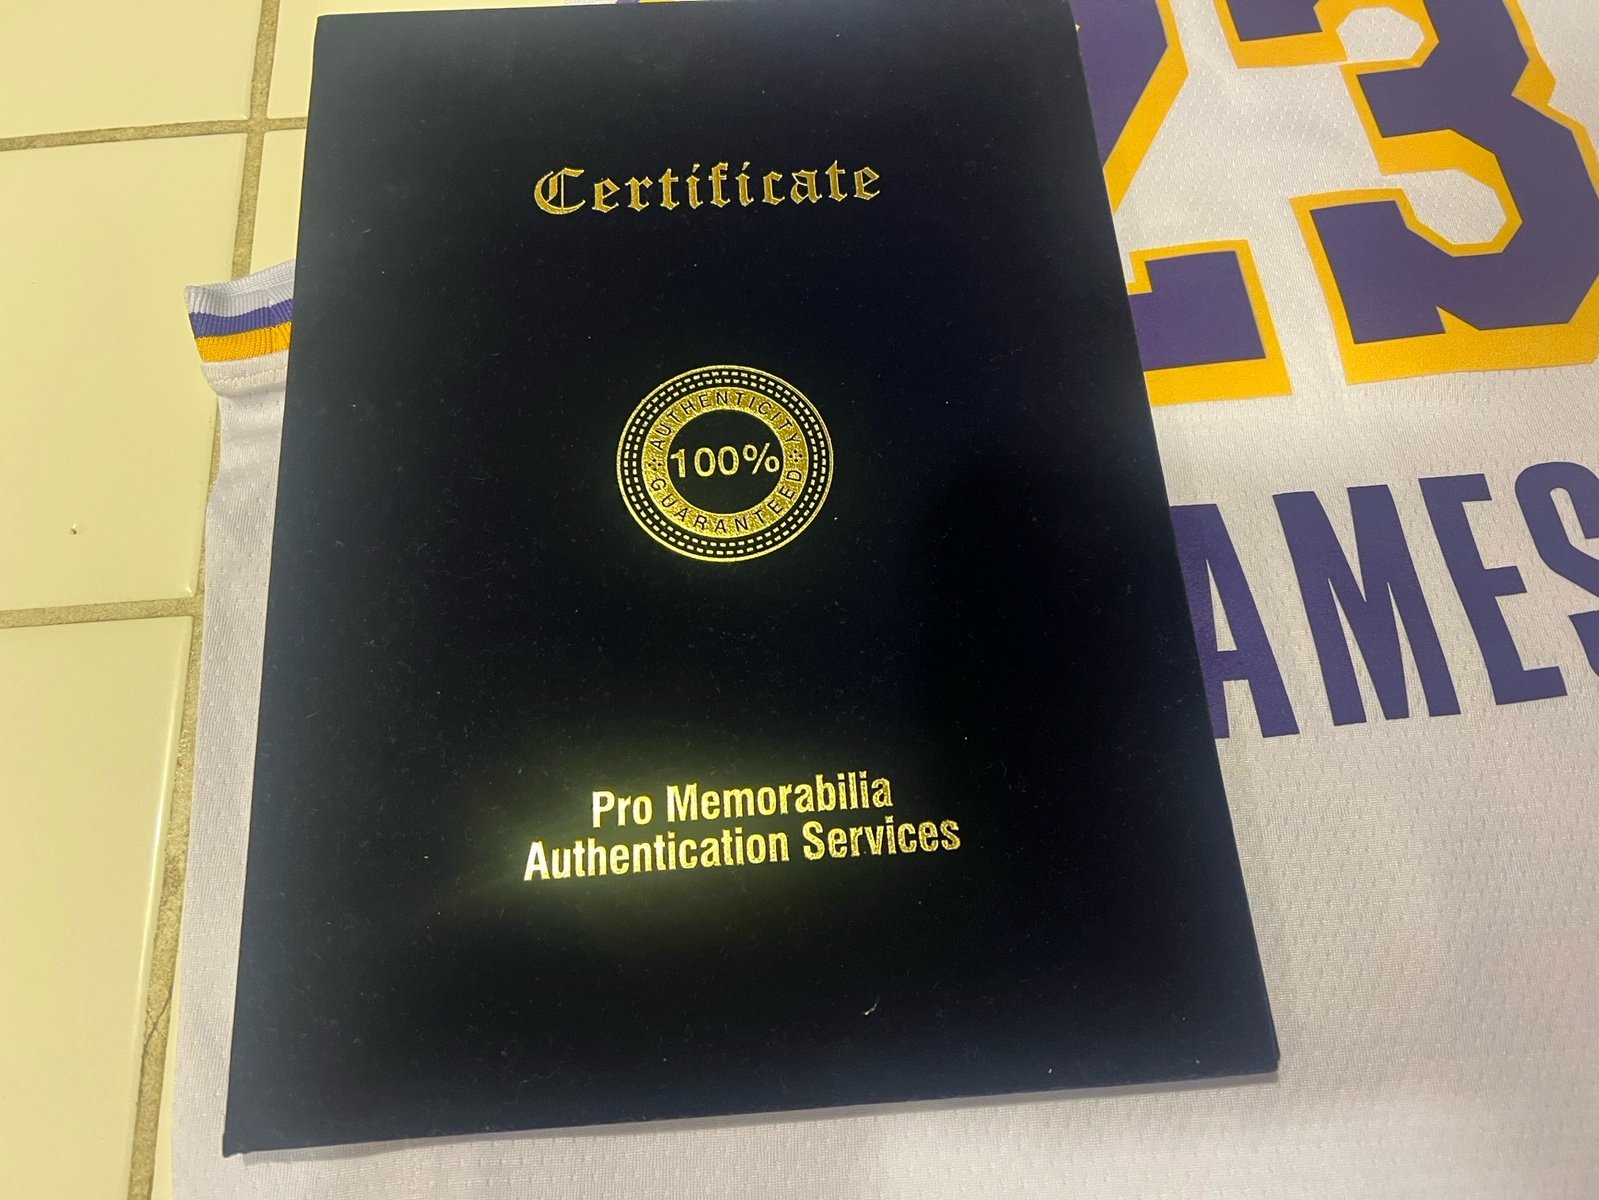 Certificate
AUTHENTICITY
100%
GUARANTEED
Pro Memorabilia
Authentication Services
23
AMES